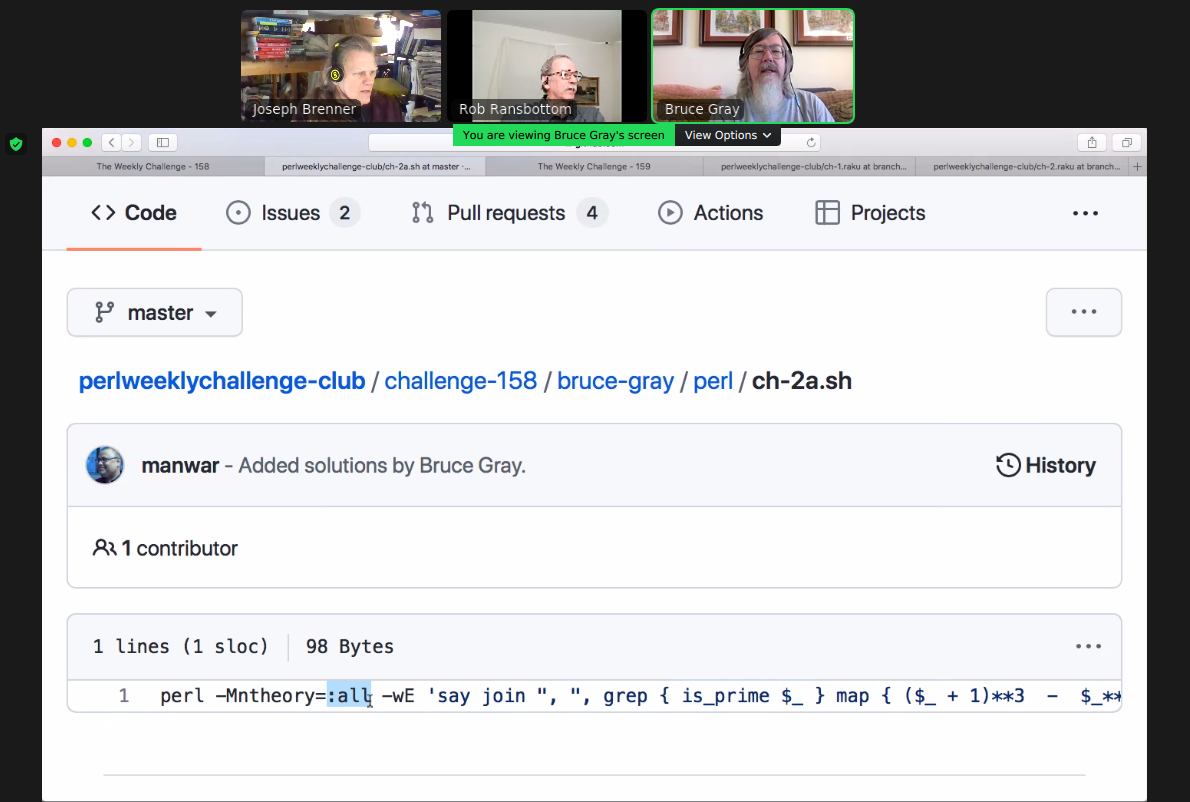 Joseph Brenner
Rob Ransbottom
Bruce Gray
You are viewing Bruce Gray's screen View Options
The Weekly Challenge - 158
perlweeklychallenge-club/ch-2a.sh at master ·...
The Weekly Challenge - 159
perlweeklychallenge-club/ch-1.raku at branch...
perlweeklychallenge-club/ch-2.raku at branch...
Code
Issues 2
Pull requests 4
Actions
Projects
master
perlweeklychallenge-club / challenge-158 / bruce-gray / perl / ch-2a.sh
manwar - Added solutions by Bruce Gray.
History
1 contributor
1 lines (1 sloc) 98 Bytes
1 perl -Mntheory=:all -wE 'say join ", ", grep { is_prime $_ } map { ($_ + 1)**3 - $_**